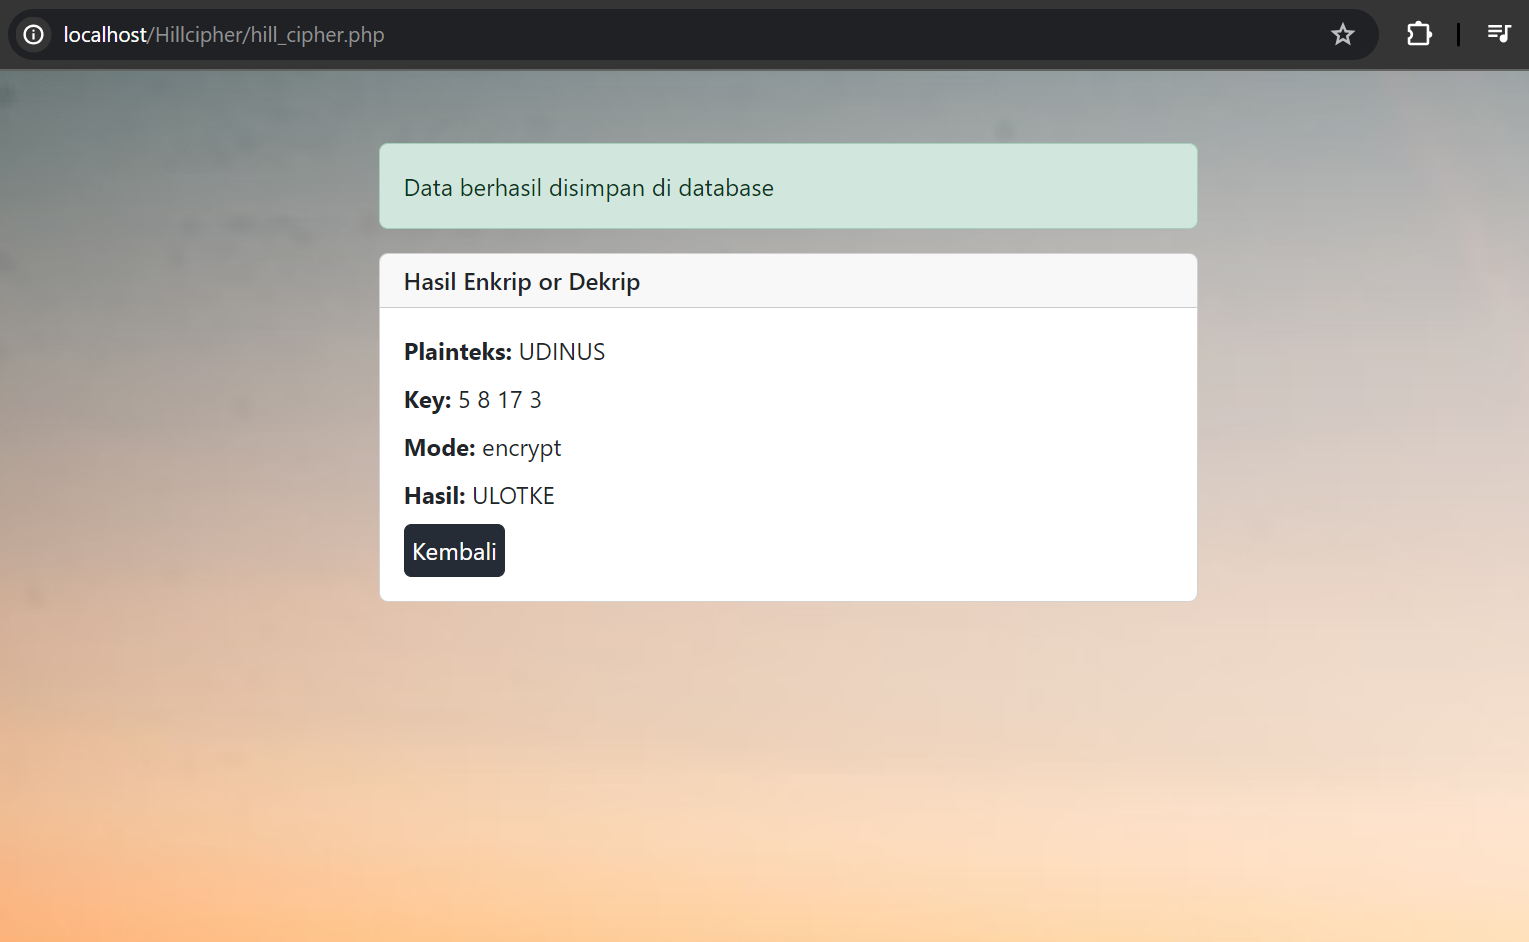 localhost/Hillcipher/hill_cipher.php
Data berhasil disimpan di database
Hasil Enkrip or Dekrip
Plainteks: UDINUS
Key: 5 8 17 3
Mode: encrypt
Hasil: ULOTKE
Kembali